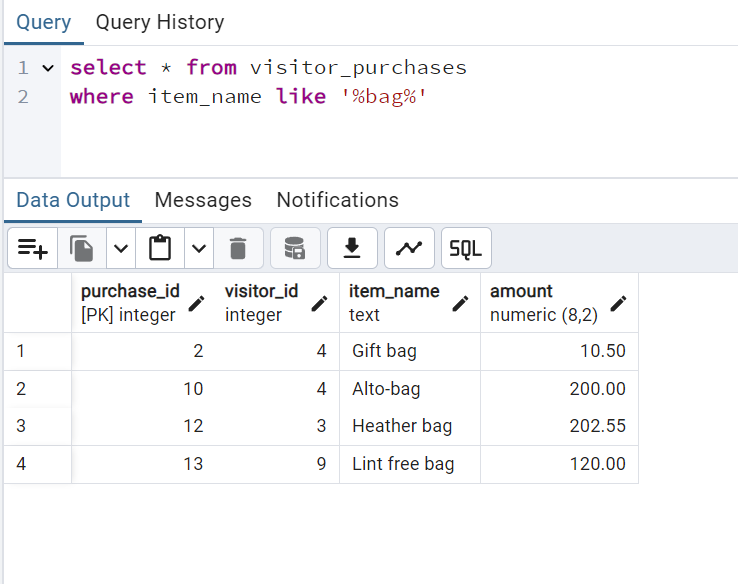 Query Query History
1 select * from visitor_purchases
2 where item_name like '%bag%'
Data Output Messages Notifications
SQL
purchase_id visitor_id item_name amount
[PK] integer integer text numeric (8,2)
1 2 4 Gift bag 10.50
2 10 4 Alto-bag 200.00
3 12 3 Heather bag 202.55
4 13 9 Lint free bag 120.00